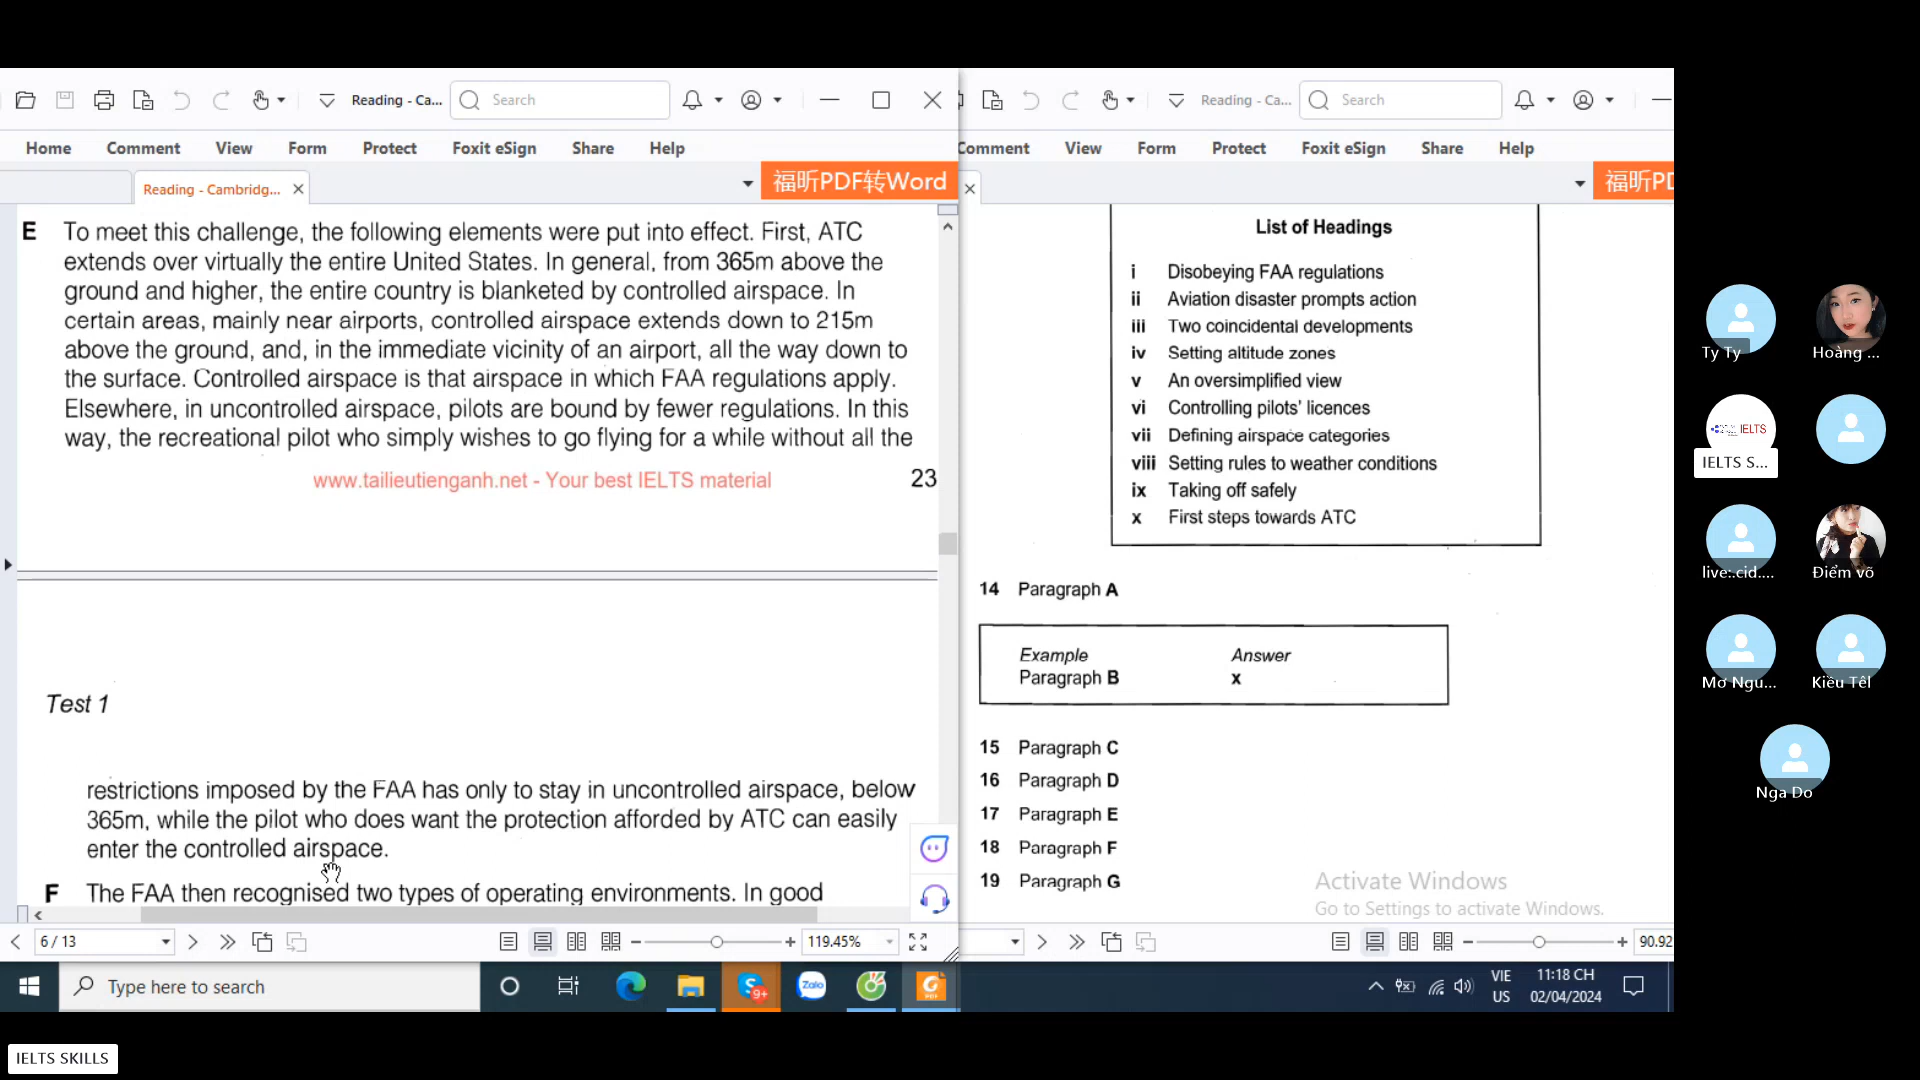 Reading - Ca...
Search
Home
Comment
View
Form
Protect
Foxit eSign
Share
Help
Reading - Cambridg...
福昕PDF转Word
E To meet this challenge, the following elements were put into effect. First, ATC
extends over virtually the entire United States. In general, from 365m above the
ground and higher, the entire country is blanketed by controlled airspace. In
certain areas, mainly near airports, controlled airspace extends down to 215m
above the ground, and, in the immediate vicinity of an airport, all the way down to
the surface. Controlled airspace is that airspace in which FAA regulations apply.
Elsewhere, in uncontrolled airspace, pilots are bound by fewer regulations. In this
way, the recreational pilot who simply wishes to go flying for a while without all the
www.tailieutienganh.net - Your best IELTS material
23
Test 1
restrictions imposed by the FAA has only to stay in uncontrolled airspace, below
365m, while the pilot who does want the protection afforded by ATC can easily
enter the controlled airspace.
F The FAA then recognised two types of operating environments. In good
6 / 13
119.45%
Reading - Ca...
Search
Comment
View
Form
Protect
Foxit eSign
Share
Help
福昕PD
List of Headings
i Disobeying FAA regulations
ii Aviation disaster prompts action
iii Two coincidental developments
iv Setting altitude zones
v An oversimplified view
vi Controlling pilots' licences
vii Defining airspace categories
viii Setting rules to weather conditions
ix Taking off safely
x First steps towards ATC
14 Paragraph A
Example Answer
Paragraph B x
15 Paragraph C
16 Paragraph D
17 Paragraph E
18 Paragraph F
19 Paragraph G
Activate Windows
Go to Settings to activate Windows.
90.92
Type here to search
9+
Zalo
PDF
VIE
US
11:18 CH
02/04/2024
Ty Ty
Hoàng ...
IELTS
IELTS S...
live:.cid....
Điểm võ
Mơ Ngu...
Kiều Têl
Nga Do
IELTS SKILLS